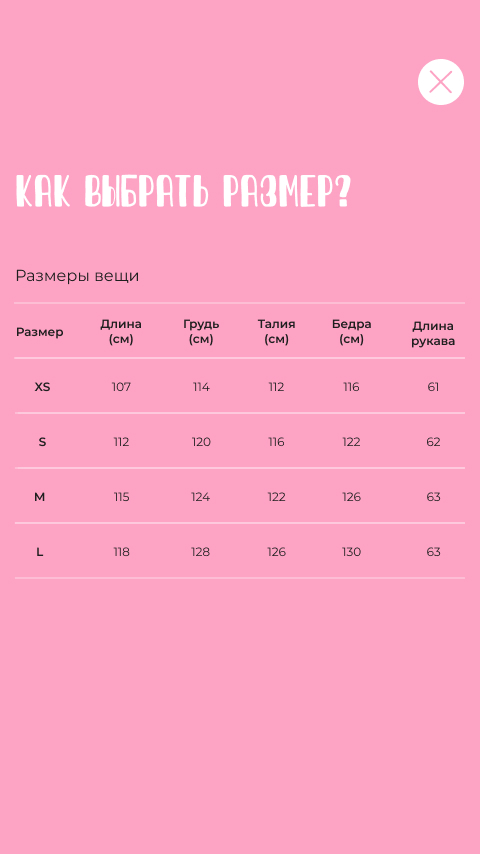 КАК ВЫБРАТЬ РАЗМЕР?
Размеры вещи
Размер Длина (см) Грудь (см) Талия (см) Бедра (см) Длина рукава
XS 107 114 112 116 61
S 112 120 116 122 62
M 115 124 122 126 63
L 118 128 126 130 63